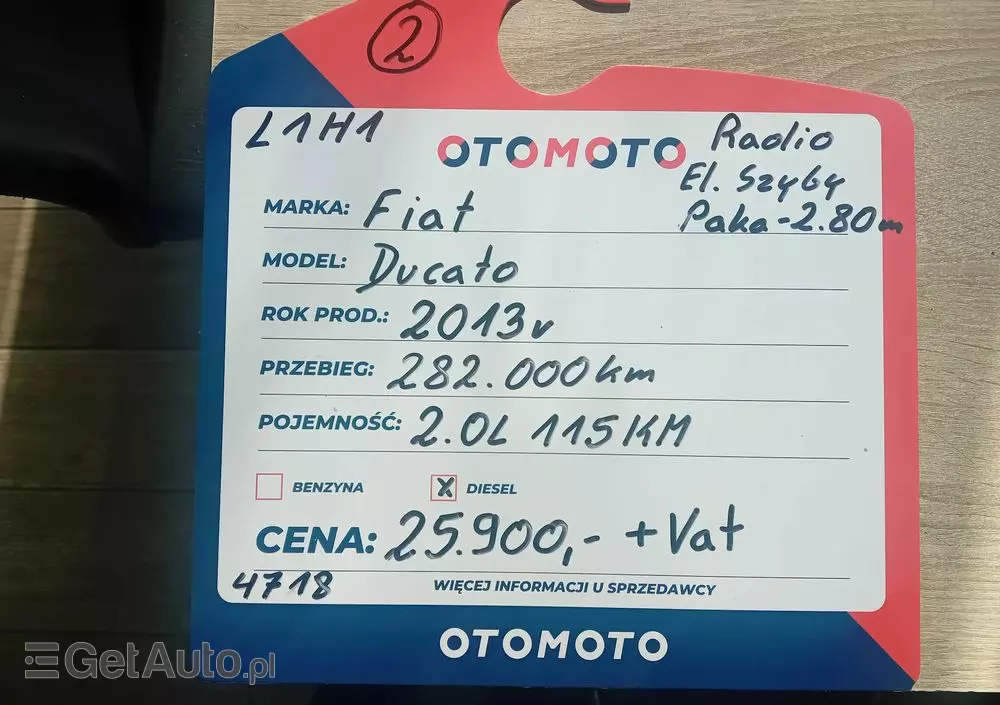 2
L1H1
OTOMOTO
Radio
El. Szyby
Paka-2.80m
MARKA: Fiat
MODEL: Ducato
ROK PROD.: 2013r
PRZEBIEG: 282.000km
POJEMNOŚĆ: 2.0L 115KM
BENZYNA X DIESEL
CENA: 25.900,- +Vat
4718
WIĘCEJ INFORMACJI U SPRZEDAWCY
OTOMOTO
GetAuto.pl